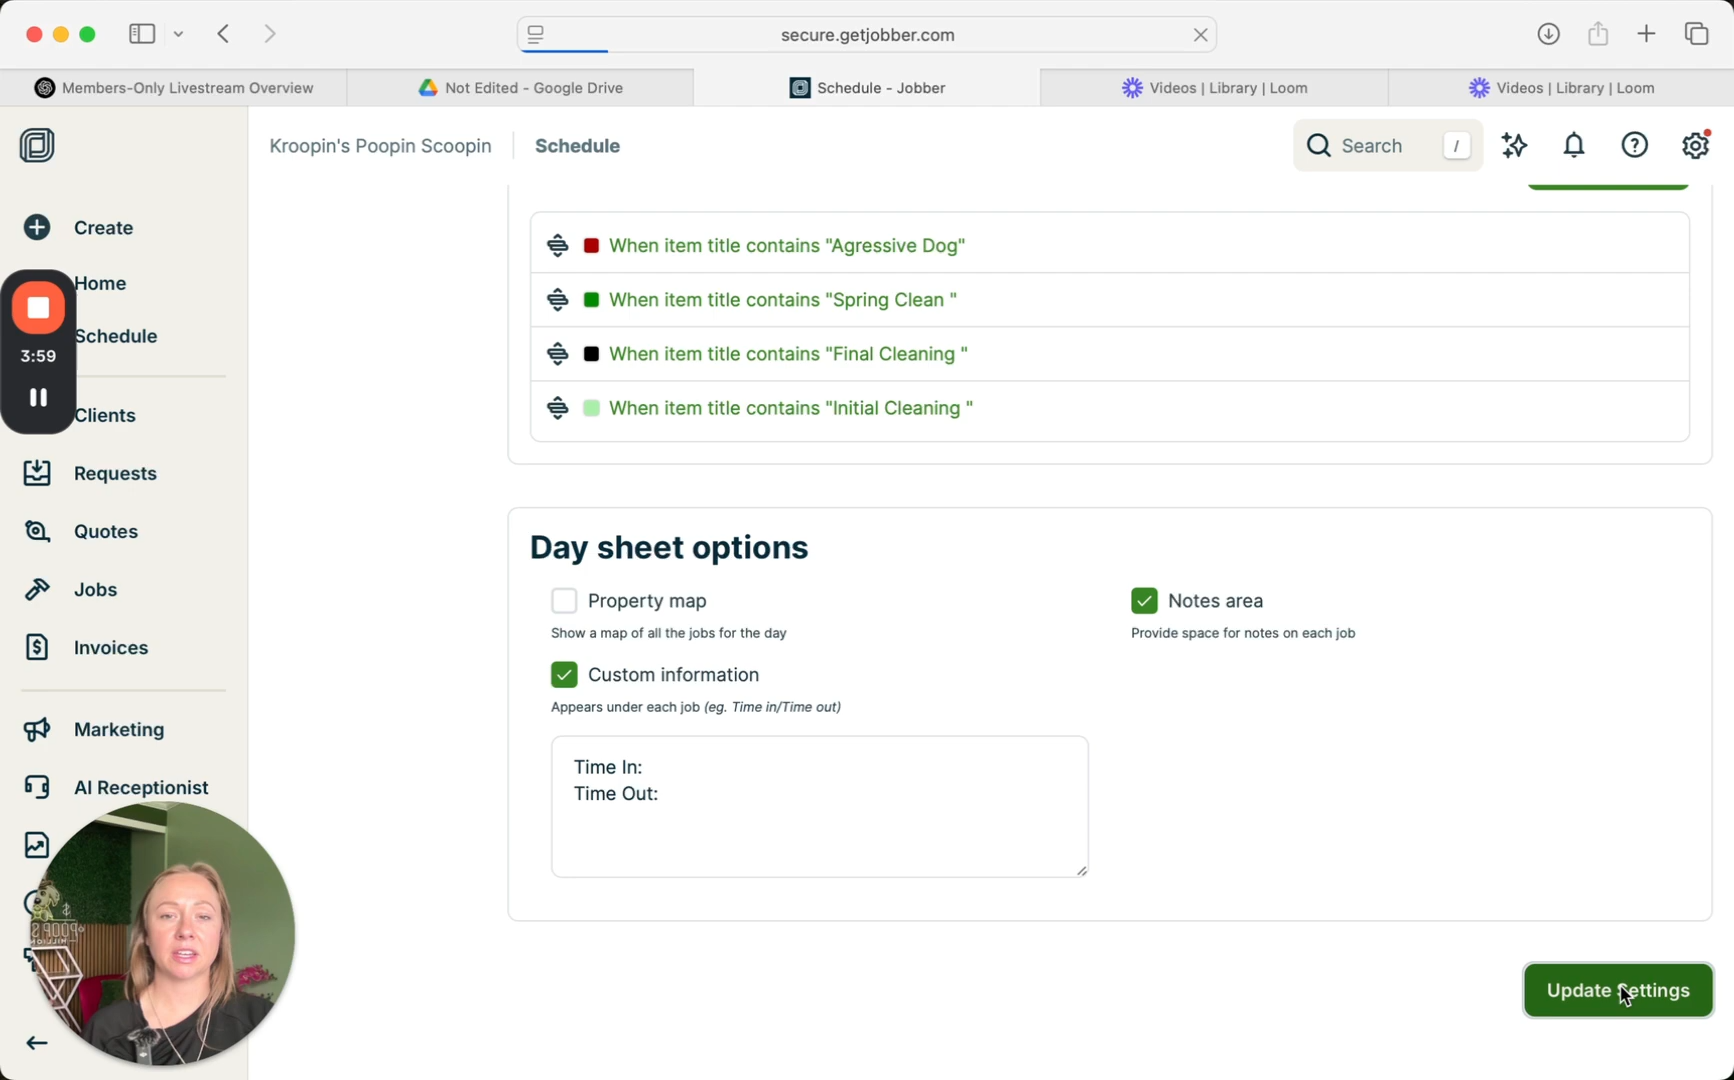 secure.getjobber.com
Members-Only Livestream Overview
Not Edited - Google Drive
Schedule - Jobber
Videos | Library | Loom
Videos | Library | Loom
Kroopin's Poopin Scoopin
Schedule
Search
/
Create
Home
3:59
Schedule
Clients
Requests
Quotes
Jobs
Invoices
Marketing
AI Receptionist
When item title contains "Agressive Dog"
When item title contains "Spring Clean "
When item title contains "Final Cleaning "
When item title contains "Initial Cleaning "
Day sheet options
Property map
Show a map of all the jobs for the day
Notes area
Provide space for notes on each job
Custom information
Appears under each job (eg. Time in/Time out)
Time In:
Time Out:
Update Settings